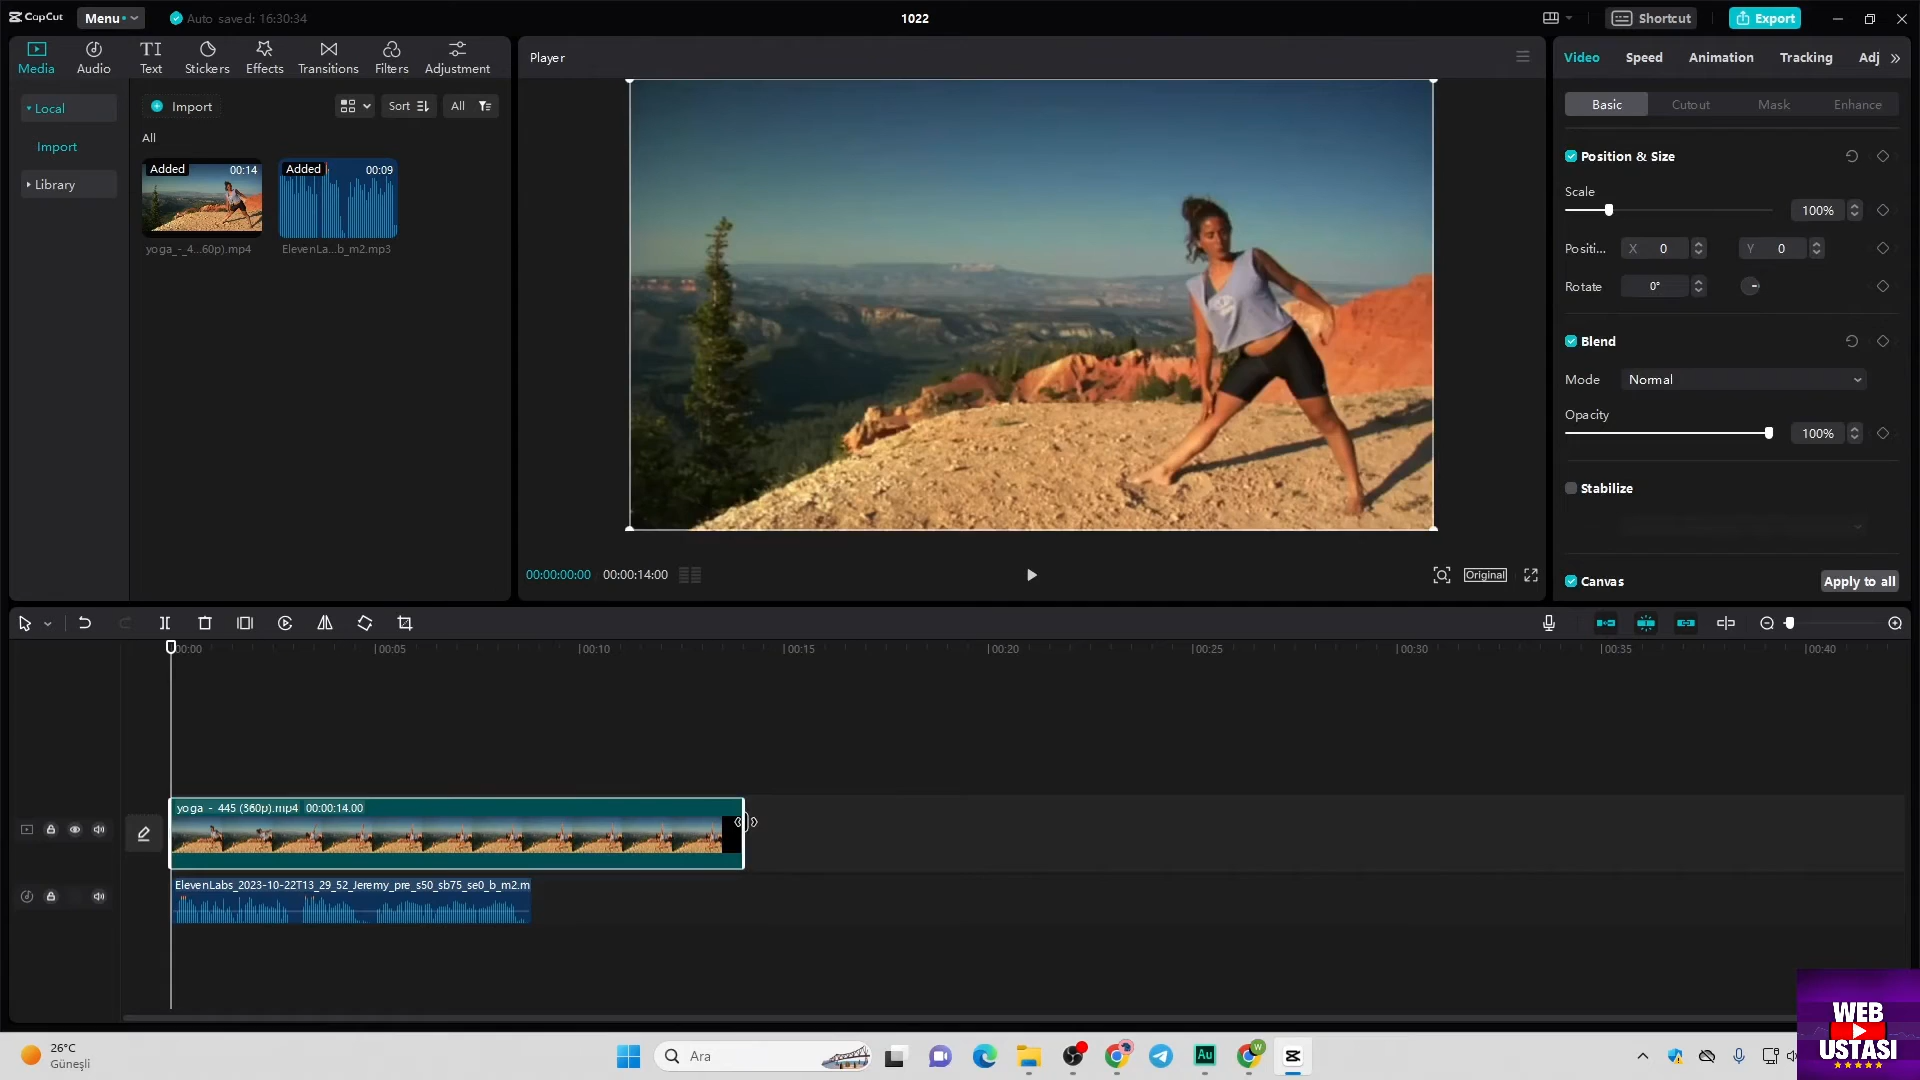 CapCut
Menu
Auto saved: 16:30:34
1022
Shortcut
Export
Media
Audio
TI
Text
Stickers
Effects
Transitions
Filters
Adjustment
Local
Import
Library
Import
Sort
All
All
Added
00:14
yoga_-_4...60p).mp4
Added
00:09
ElevenLa...b_m2.mp3
Player
00:00:00:00
00:00:14:00
Original
Video
Speed
Animation
Tracking
Adj
Basic
Cutout
Mask
Enhance
Position & Size
Scale
100%
Positi...
X 0
Y 0
Rotate
0°
Blend
Mode
Normal
Opacity
100%
Stabilize
Canvas
Apply to all
00:00
00:05
00:10
00:15
00:20
00:25
00:30
00:35
00:40
yoga - 445 (360p).mp4 00:00:14.00
ElevenLabs_2023-10-22T13_29_52_Jeremy_pre_s50_sb75_se0_b_m2.m
26°C
Güneşli
Ara
Au
W
WEB
USTASI